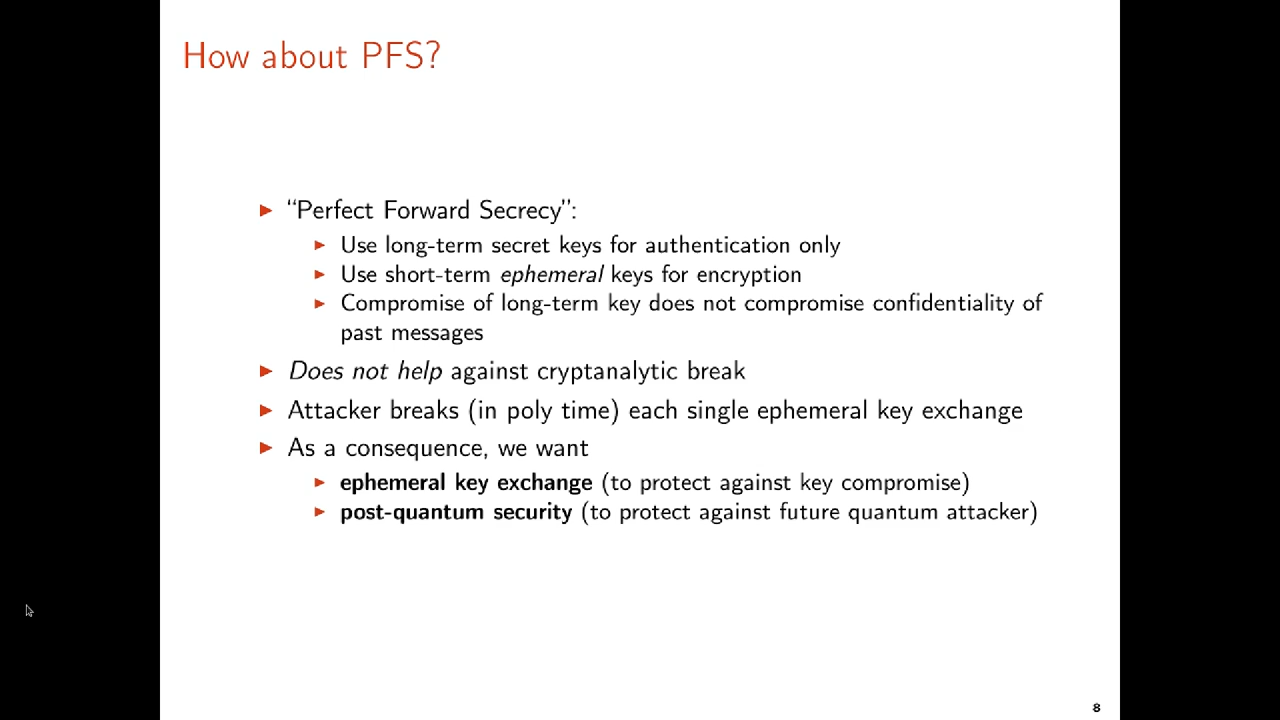 How about PFS?
► “Perfect Forward Secrecy”:
► Use long-term secret keys for authentication only
► Use short-term ephemeral keys for encryption
► Compromise of long-term key does not compromise confidentiality of
past messages
► Does not help against cryptanalytic break
► Attacker breaks (in poly time) each single ephemeral key exchange
► As a consequence, we want
► ephemeral key exchange (to protect against key compromise)
► post-quantum security (to protect against future quantum attacker)
8